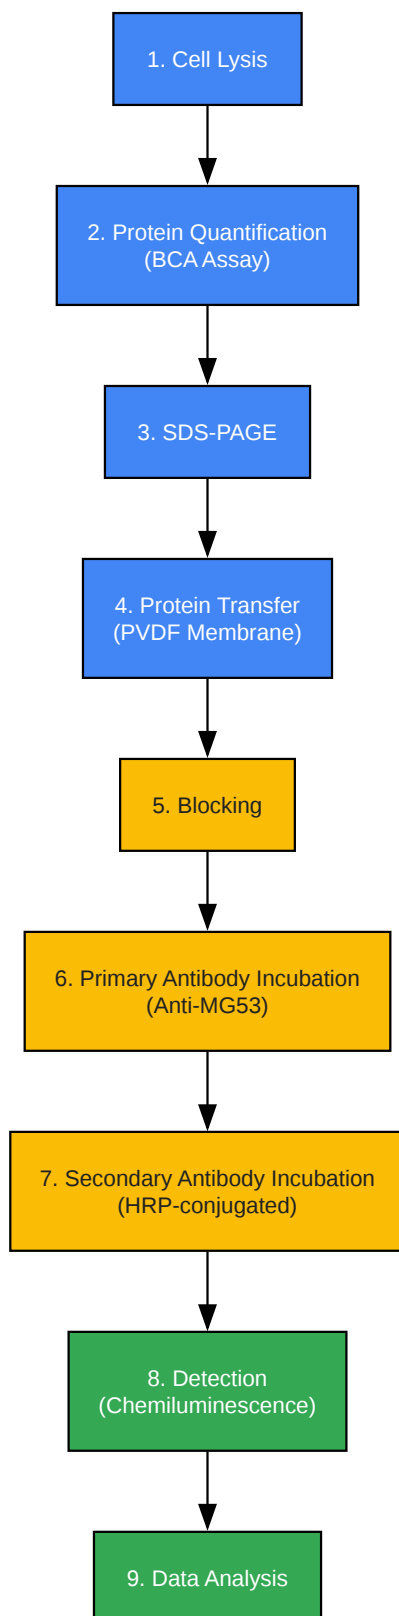 1. Cell Lysis
2. Protein Quantification
(BCA Assay)
3. SDS-PAGE
4. Protein Transfer
(PVDF Membrane)
5. Blocking
6. Primary Antibody Incubation
(Anti-MG53)
7. Secondary Antibody Incubation
(HRP-conjugated)
8. Detection
(Chemiluminescence)
9. Data Analysis